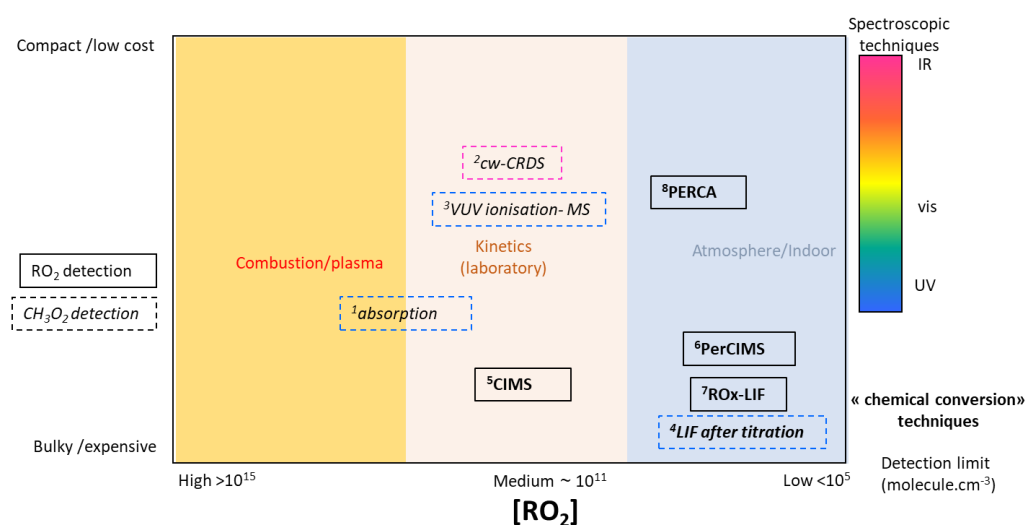 Compact /low cost
Spectroscopic
techniques
IR
²cw-CRDS
³VUV ionisation- MS
⁸PERCA
vis
Kinetics
(laboratory)
Atmosphere/Indoor
Combustion/plasma
RO₂ detection
UV
CH₃O₂ detection
¹absorption
⁶PerCIMS
⁵CIMS
⁷ROx-LIF
« chemical conversion»
techniques
⁴LIF after titration
Bulky /expensive
Detection limit
(molecule.cm⁻³)
High >10¹⁵
Medium ~ 10¹¹
Low <10⁵
[RO₂]